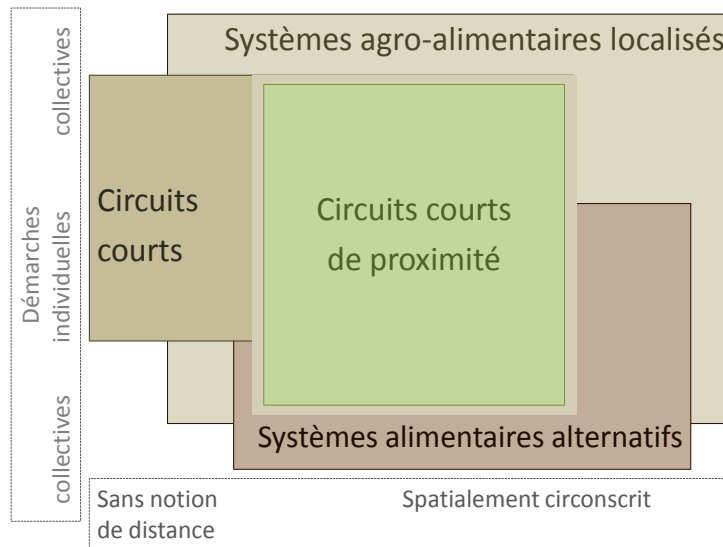 Systèmes agro-alimentaires localisés
collectives
Démarches
individuelles
collectives
Circuits
courts
Circuits courts
de proximité
Systèmes alimentaires alternatifs
Sans notion
de distance
Spatialement circonscrit